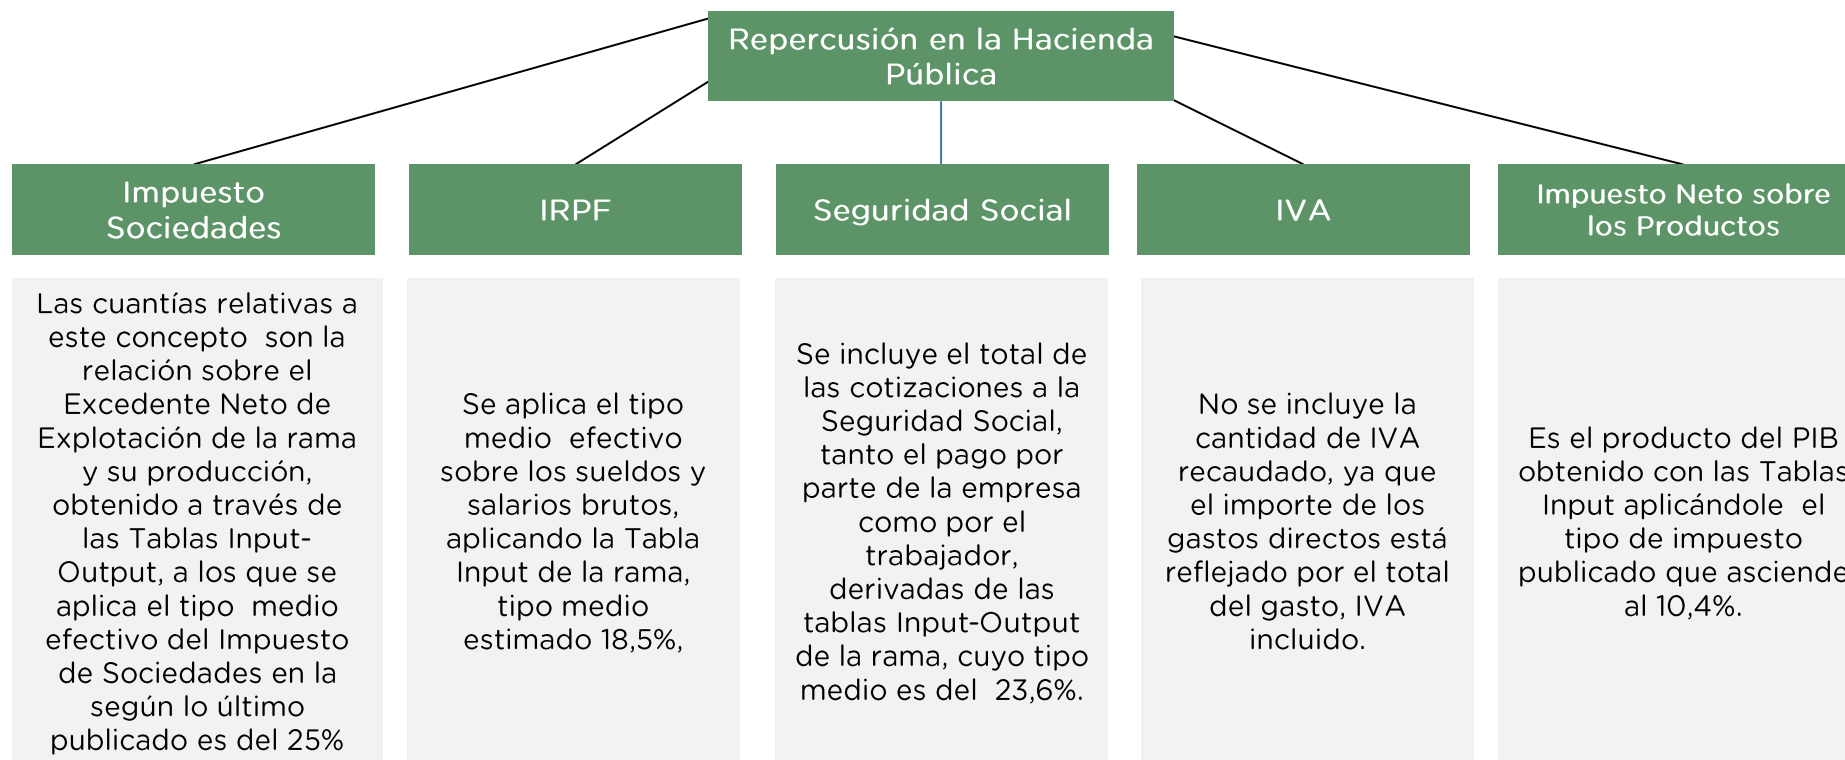 Repercusión en la Hacienda
Pública
Impuesto
Sociedades
IRPF
Seguridad Social
IVA
Impuesto Neto sobre
los Productos
Las cuantías relativas a
este concepto son la
relación sobre el
Excedente Neto de
Explotación de la rama
y su producción,
obtenido a través de
las Tablas Input-
Output, a los que se
aplica el tipo medio
efectivo del Impuesto
de Sociedades en la
según lo último
publicado es del 25%
Se aplica el tipo
medio efectivo
sobre los sueldos y
salarios brutos,
aplicando la Tabla
Input de la rama,
tipo medio
estimado 18,5%,
Se incluye el total de
las cotizaciones a la
Seguridad Social,
tanto el pago por
parte de la empresa
como por el
trabajador,
derivadas de las
tablas Input-Output
de la rama, cuyo tipo
medio es del 23,6%.
No se incluye la
cantidad de IVA
recaudado, ya que
el importe de los
gastos directos está
reflejado por el total
del gasto, IVA
incluido.
Es el producto del PIB
obtenido con las Tablas
Input aplicándole el
tipo de impuesto
publicado que asciende
al 10,4%.